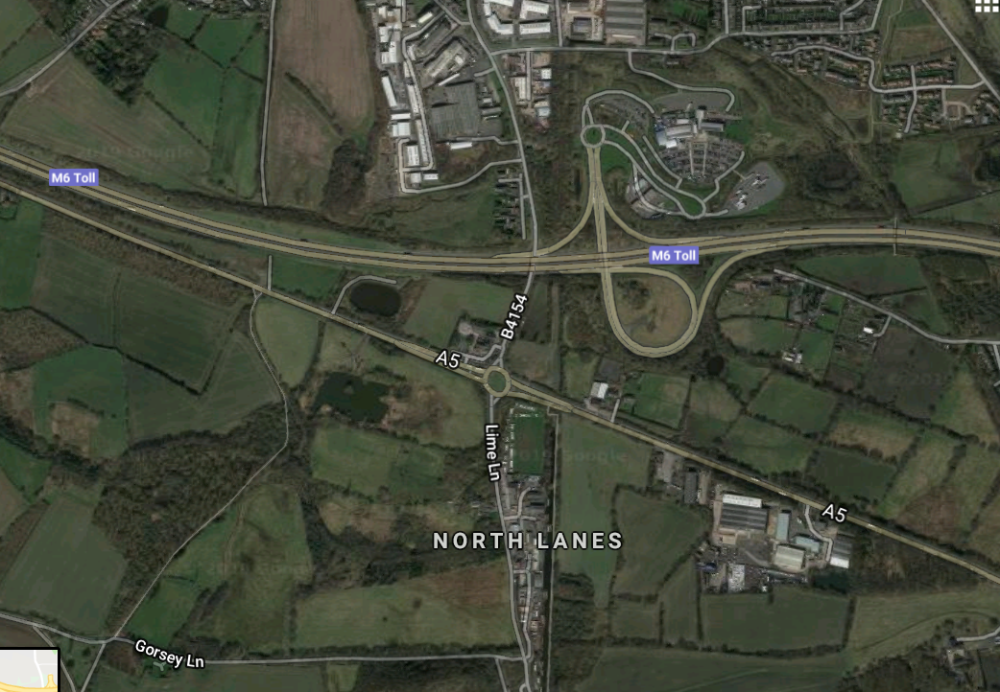 M6 Toll
M6 Toll
B4154
A5
Lime Ln
A5
NORTH LANES
Gorsey Ln